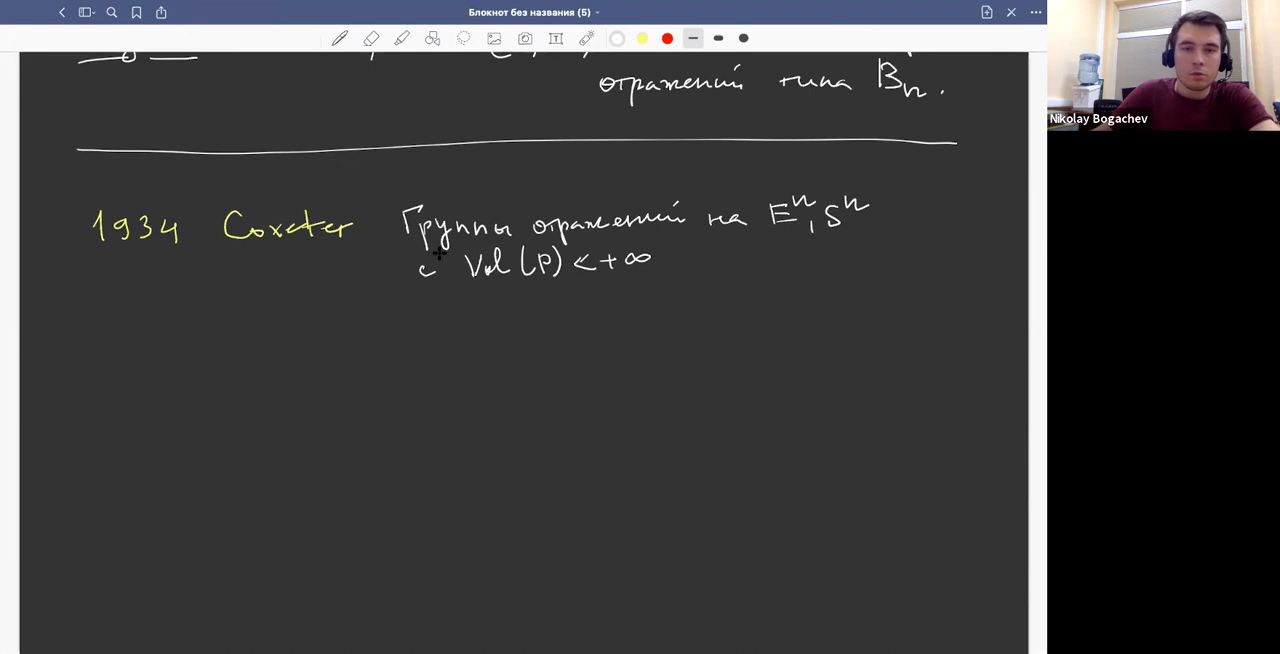 Блокнот без названия (5)
отражений типа Bₙ.
1934 Coxeter Группы отражений на Eⁿ, Sⁿ
с Vol (P) < +∞
Nikolay Bogachev